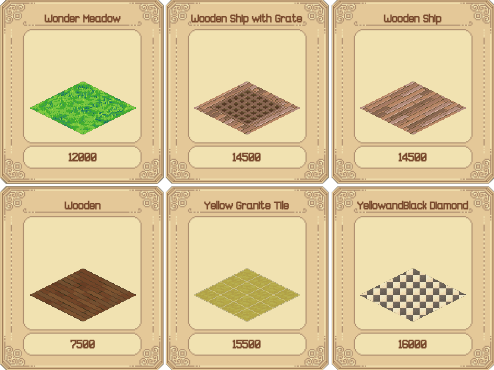 Wonder Meadow
Wooden Ship with Grate
Wooden Ship
12000
14500
14500
Wooden
Yellow Granite Tile
YellowandBlack Diamond
7500
15500
16000